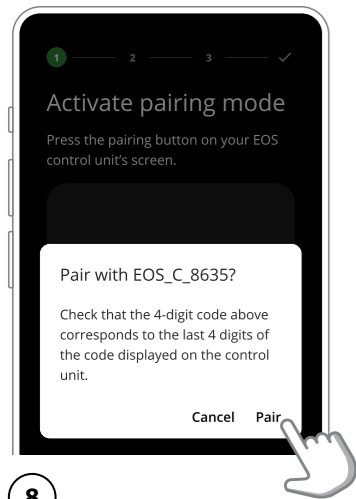 1 2 3
Activate pairing mode
Press the pairing button on your EOS
control unit's screen.
Pair with EOS_C_8635?
Check that the 4-digit code above
corresponds to the last 4 digits of
the code displayed on the control
unit.
Cancel Pair
8